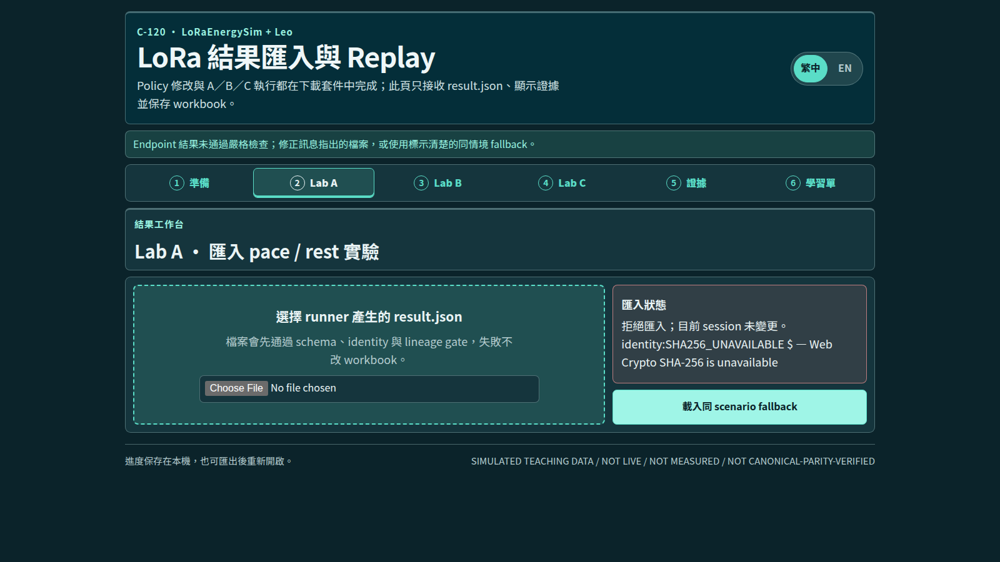 C-120 • LoRaEnergySim + Leo
LoRa 結果匯入與 Replay
Policy 修改與 A／B／C 執行都在下載套件中完成；此頁只接收 result.json、顯示證據
並保存 workbook。
繁中
EN
Endpoint 結果未通過嚴格檢查；修正訊息指出的檔案，或使用標示清楚的同情境 fallback。
1 準備
2 Lab A
3 Lab B
4 Lab C
5 證據
6 學習單
結果工作台
Lab A • 匯入 pace / rest 實驗
選擇 runner 產生的 result.json
檔案會先通過 schema、identity 與 lineage gate，失敗不
改 workbook。
Choose File No file chosen
匯入狀態
拒絕匯入；目前 session 未變更。
identity:SHA256_UNAVAILABLE $ — Web
Crypto SHA-256 is unavailable
載入同 scenario fallback
進度保存在本機，也可匯出後重新開啟。
SIMULATED TEACHING DATA / NOT LIVE / NOT MEASURED / NOT CANONICAL-PARITY-VERIFIED